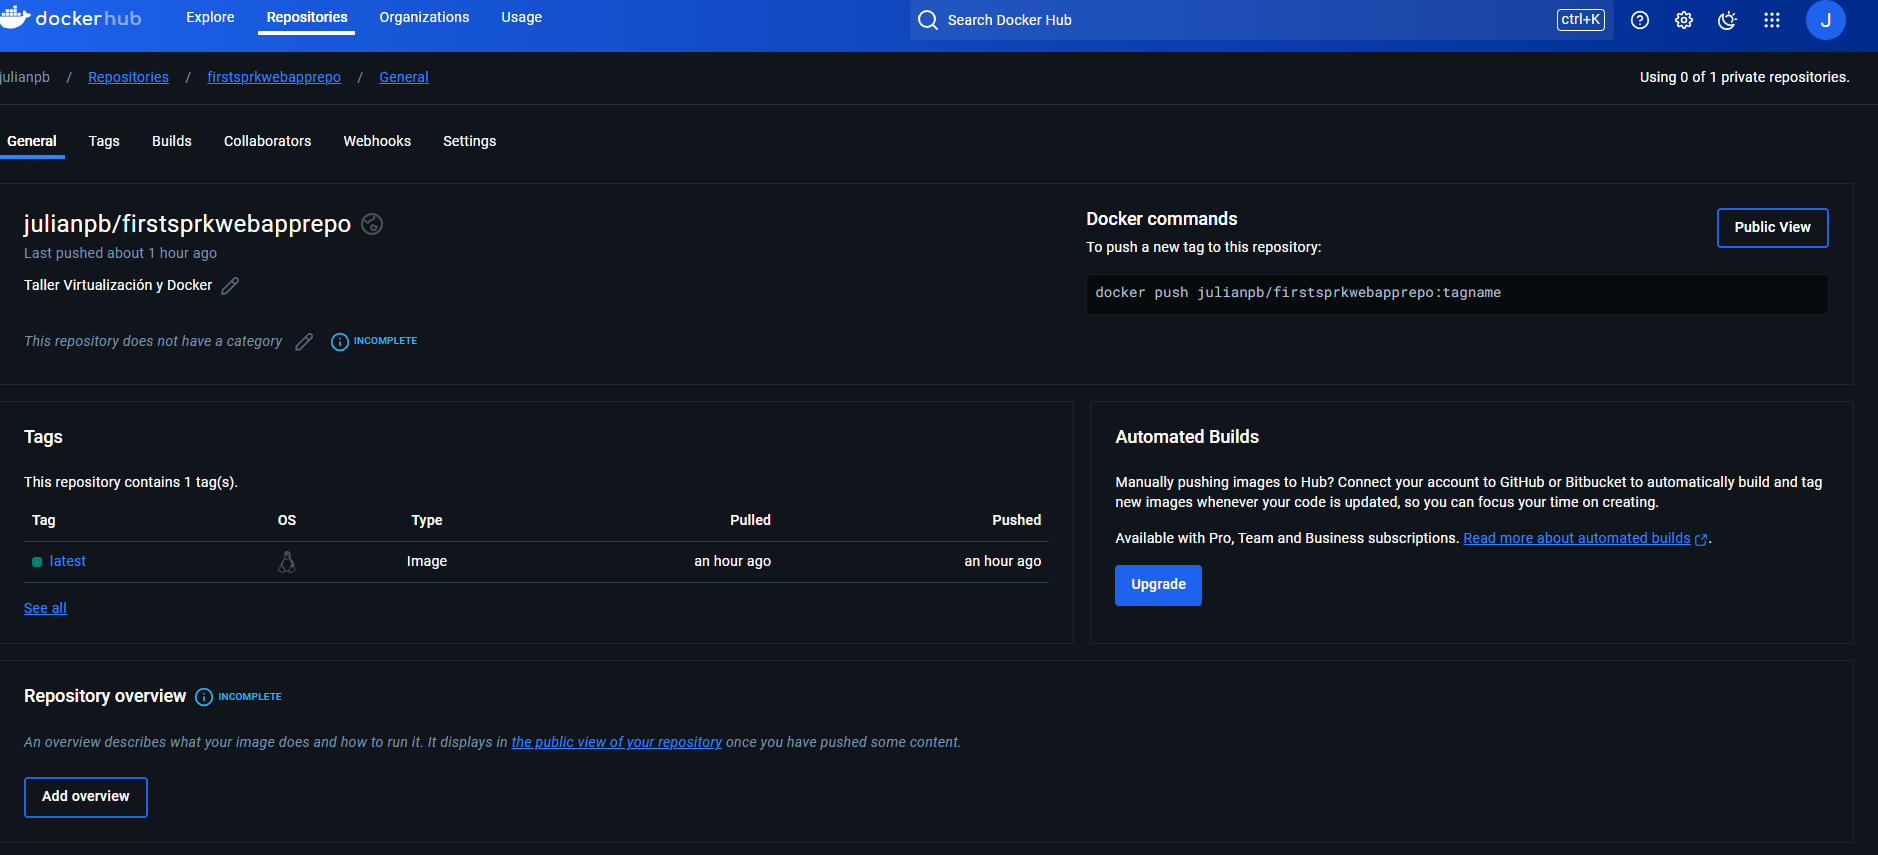 dockerhub Explore Repositories Organizations Usage Search Docker Hub ctrl+K J
julianpb / Repositories / firstsprkwebapprepo / General Using 0 of 1 private repositories.
General Tags Builds Collaborators Webhooks Settings
julianpb/firstsprkwebapprepo
Last pushed about 1 hour ago
Taller Virtualización y Docker
This repository does not have a category INCOMPLETE
Docker commands
Public View
To push a new tag to this repository:
docker push julianpb/firstsprkwebapprepo:tagname
Tags
This repository contains 1 tag(s).
Tag OS Type Pulled Pushed
latest Image an hour ago an hour ago
See all
Automated Builds
Manually pushing images to Hub? Connect your account to GitHub or Bitbucket to automatically build and tag
new images whenever your code is updated, so you can focus your time on creating.
Available with Pro, Team and Business subscriptions. Read more about automated builds .
Upgrade
Repository overview INCOMPLETE
An overview describes what your image does and how to run it. It displays in the public view of your repository once you have pushed some content.
Add overview